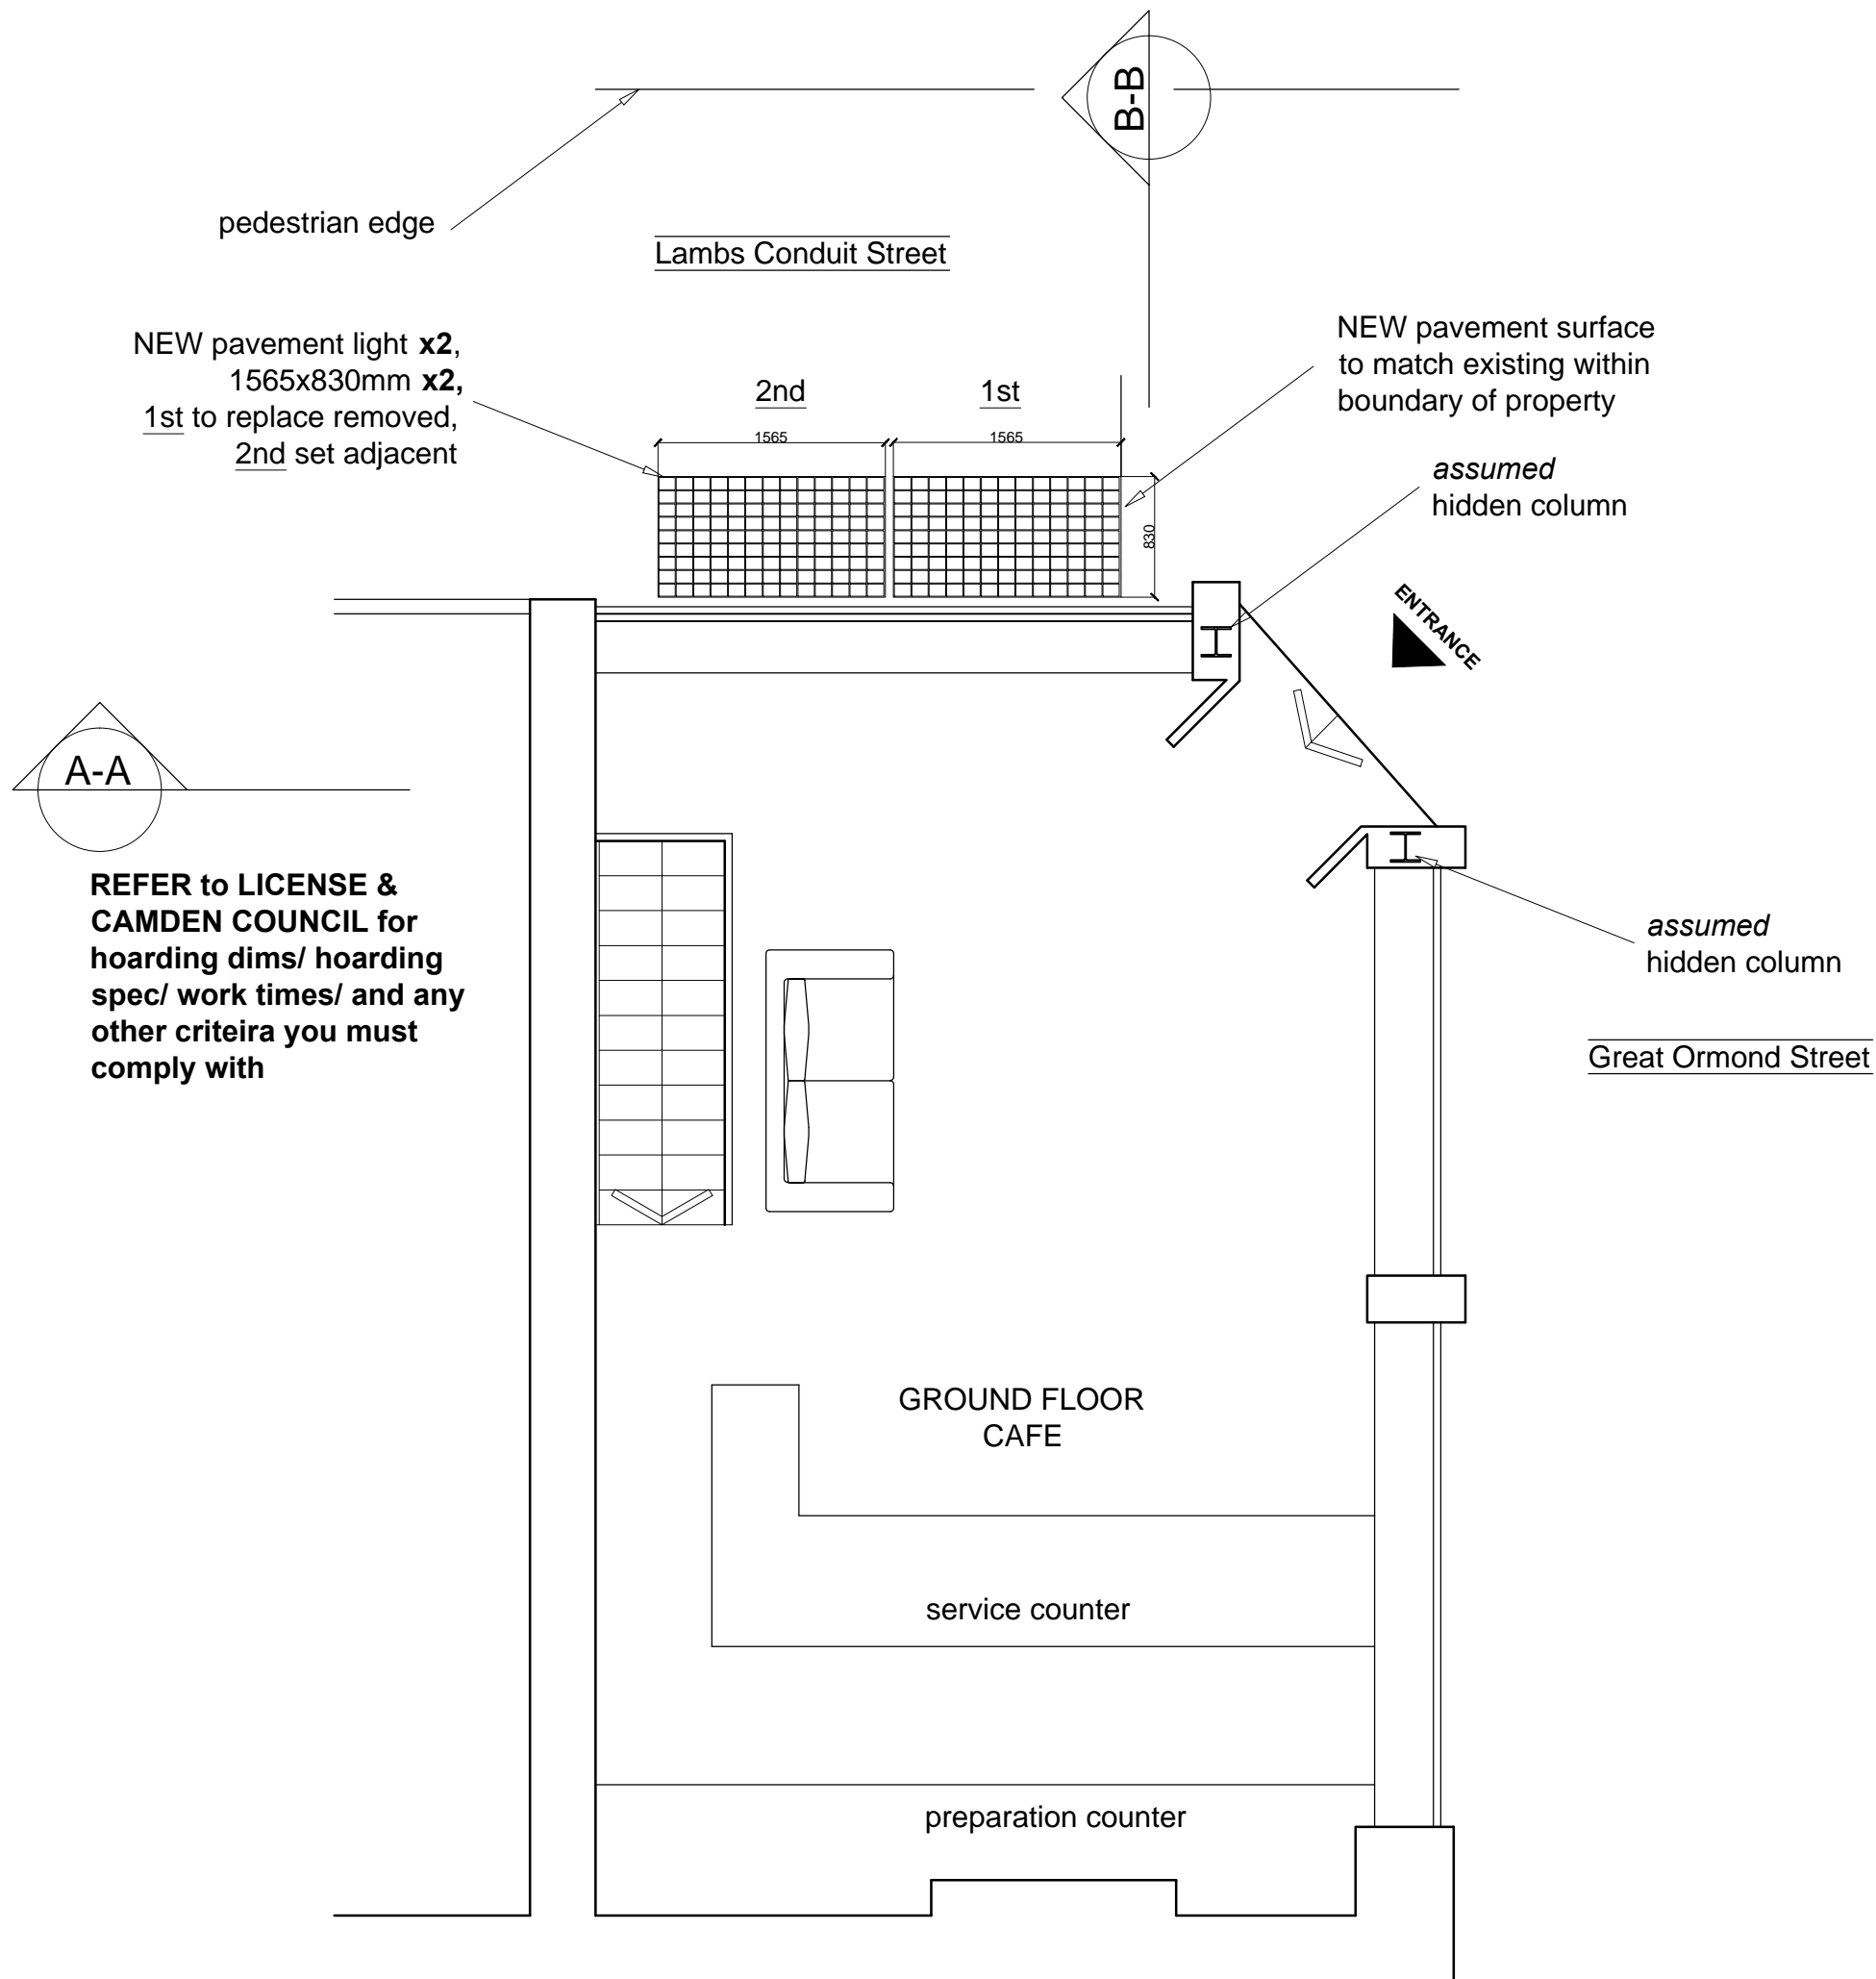 B-B
pedestrian edge
Lambs Conduit Street
NEW pavement light x2,
1565x830mm x2,
1st to replace removed,
2nd set adjacent
2nd
1st
1565
1565
830
NEW pavement surface
to match existing within
boundary of property
assumed
hidden column
ENTRANCE
A-A
REFER to LICENSE &
CAMDEN COUNCIL for
hoarding dims/ hoarding
spec/ work times/ and any
other criteira you must
comply with
assumed
hidden column
Great Ormond Street
GROUND FLOOR
CAFE
service counter
preparation counter